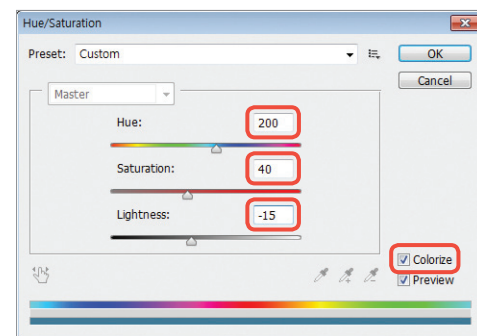 Hue/Saturation
Preset: Custom
OK
Cancel
Master
Hue: 200
Saturation: 40
Lightness: -15
Colorize
Preview